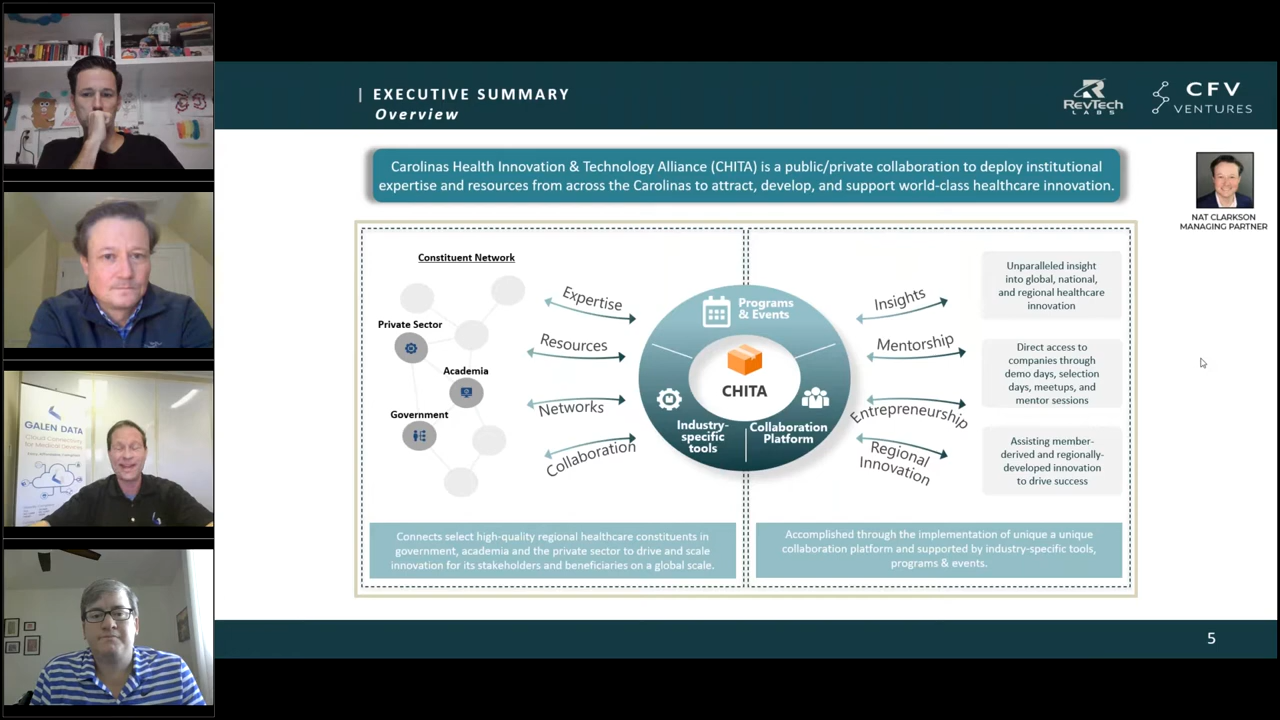 | EXECUTIVE SUMMARY
Overview
REVTECH
LABS
CFV
VENTURES
Carolinas Health Innovation & Technology Alliance (CHITA) is a public/private collaboration to deploy institutional
expertise and resources from across the Carolinas to attract, develop, and support world-class healthcare innovation.
NAT CLARKSON
MANAGING PARTNER
Constituent Network
Private Sector
Academia
Government
Expertise
Resources
Networks
Collaboration
Programs
& Events
CHITA
Industry-
specific
tools
Collaboration
Platform
Insights
Mentorship
Entrepreneurship
Regional
Innovation
Unparalleled insight
into global, national,
and regional healthcare
innovation
Direct access to
companies through
demo days, selection
days, meetups, and
mentor sessions
Assisting member-
derived and regionally-
developed innovation
to drive success
Connects select high-quality regional healthcare constituents in
government, academia and the private sector to drive and scale
innovation for its stakeholders and beneficiaries on a global scale.
Accomplished through the implementation of unique a unique
collaboration platform and supported by industry-specific tools,
programs & events.
5
GALEN DATA
Cloud Connectivity